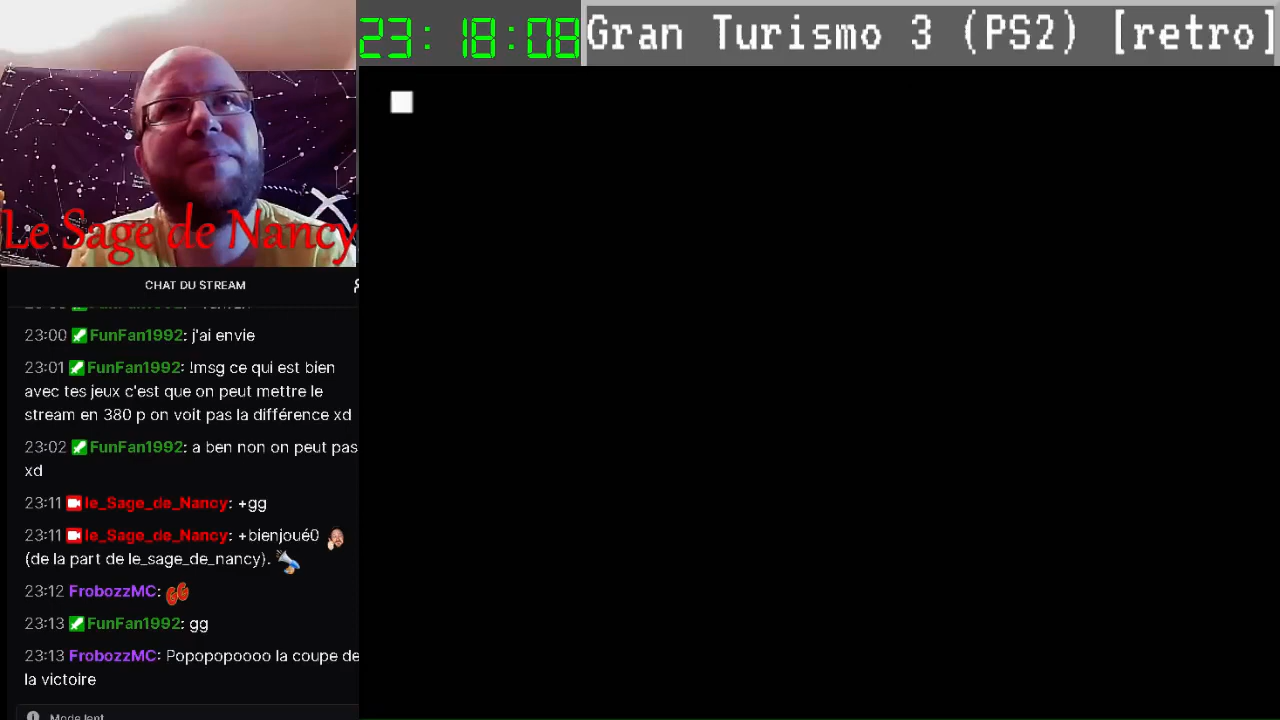 23:18:08
Gran Turismo 3 (PS2) [retro]
Le Sage de Nancy
CHAT DU STREAM
23:00 FunFan1992: j'ai envie
23:01 FunFan1992: !msg ce qui est bien
avec tes jeux c'est que on peut mettre le
stream en 380 p on voit pas la différence xd
23:02 FunFan1992: a ben non on peut pas
xd
23:11 le_Sage_de_Nancy: +gg
23:11 le_Sage_de_Nancy: +bienjoué0
(de la part de le_sage_de_nancy).
23:12 FrobozzMC: GG
23:13 FunFan1992: gg
23:13 FrobozzMC: Popopopoooo la coupe de
la victoire
Mode lent